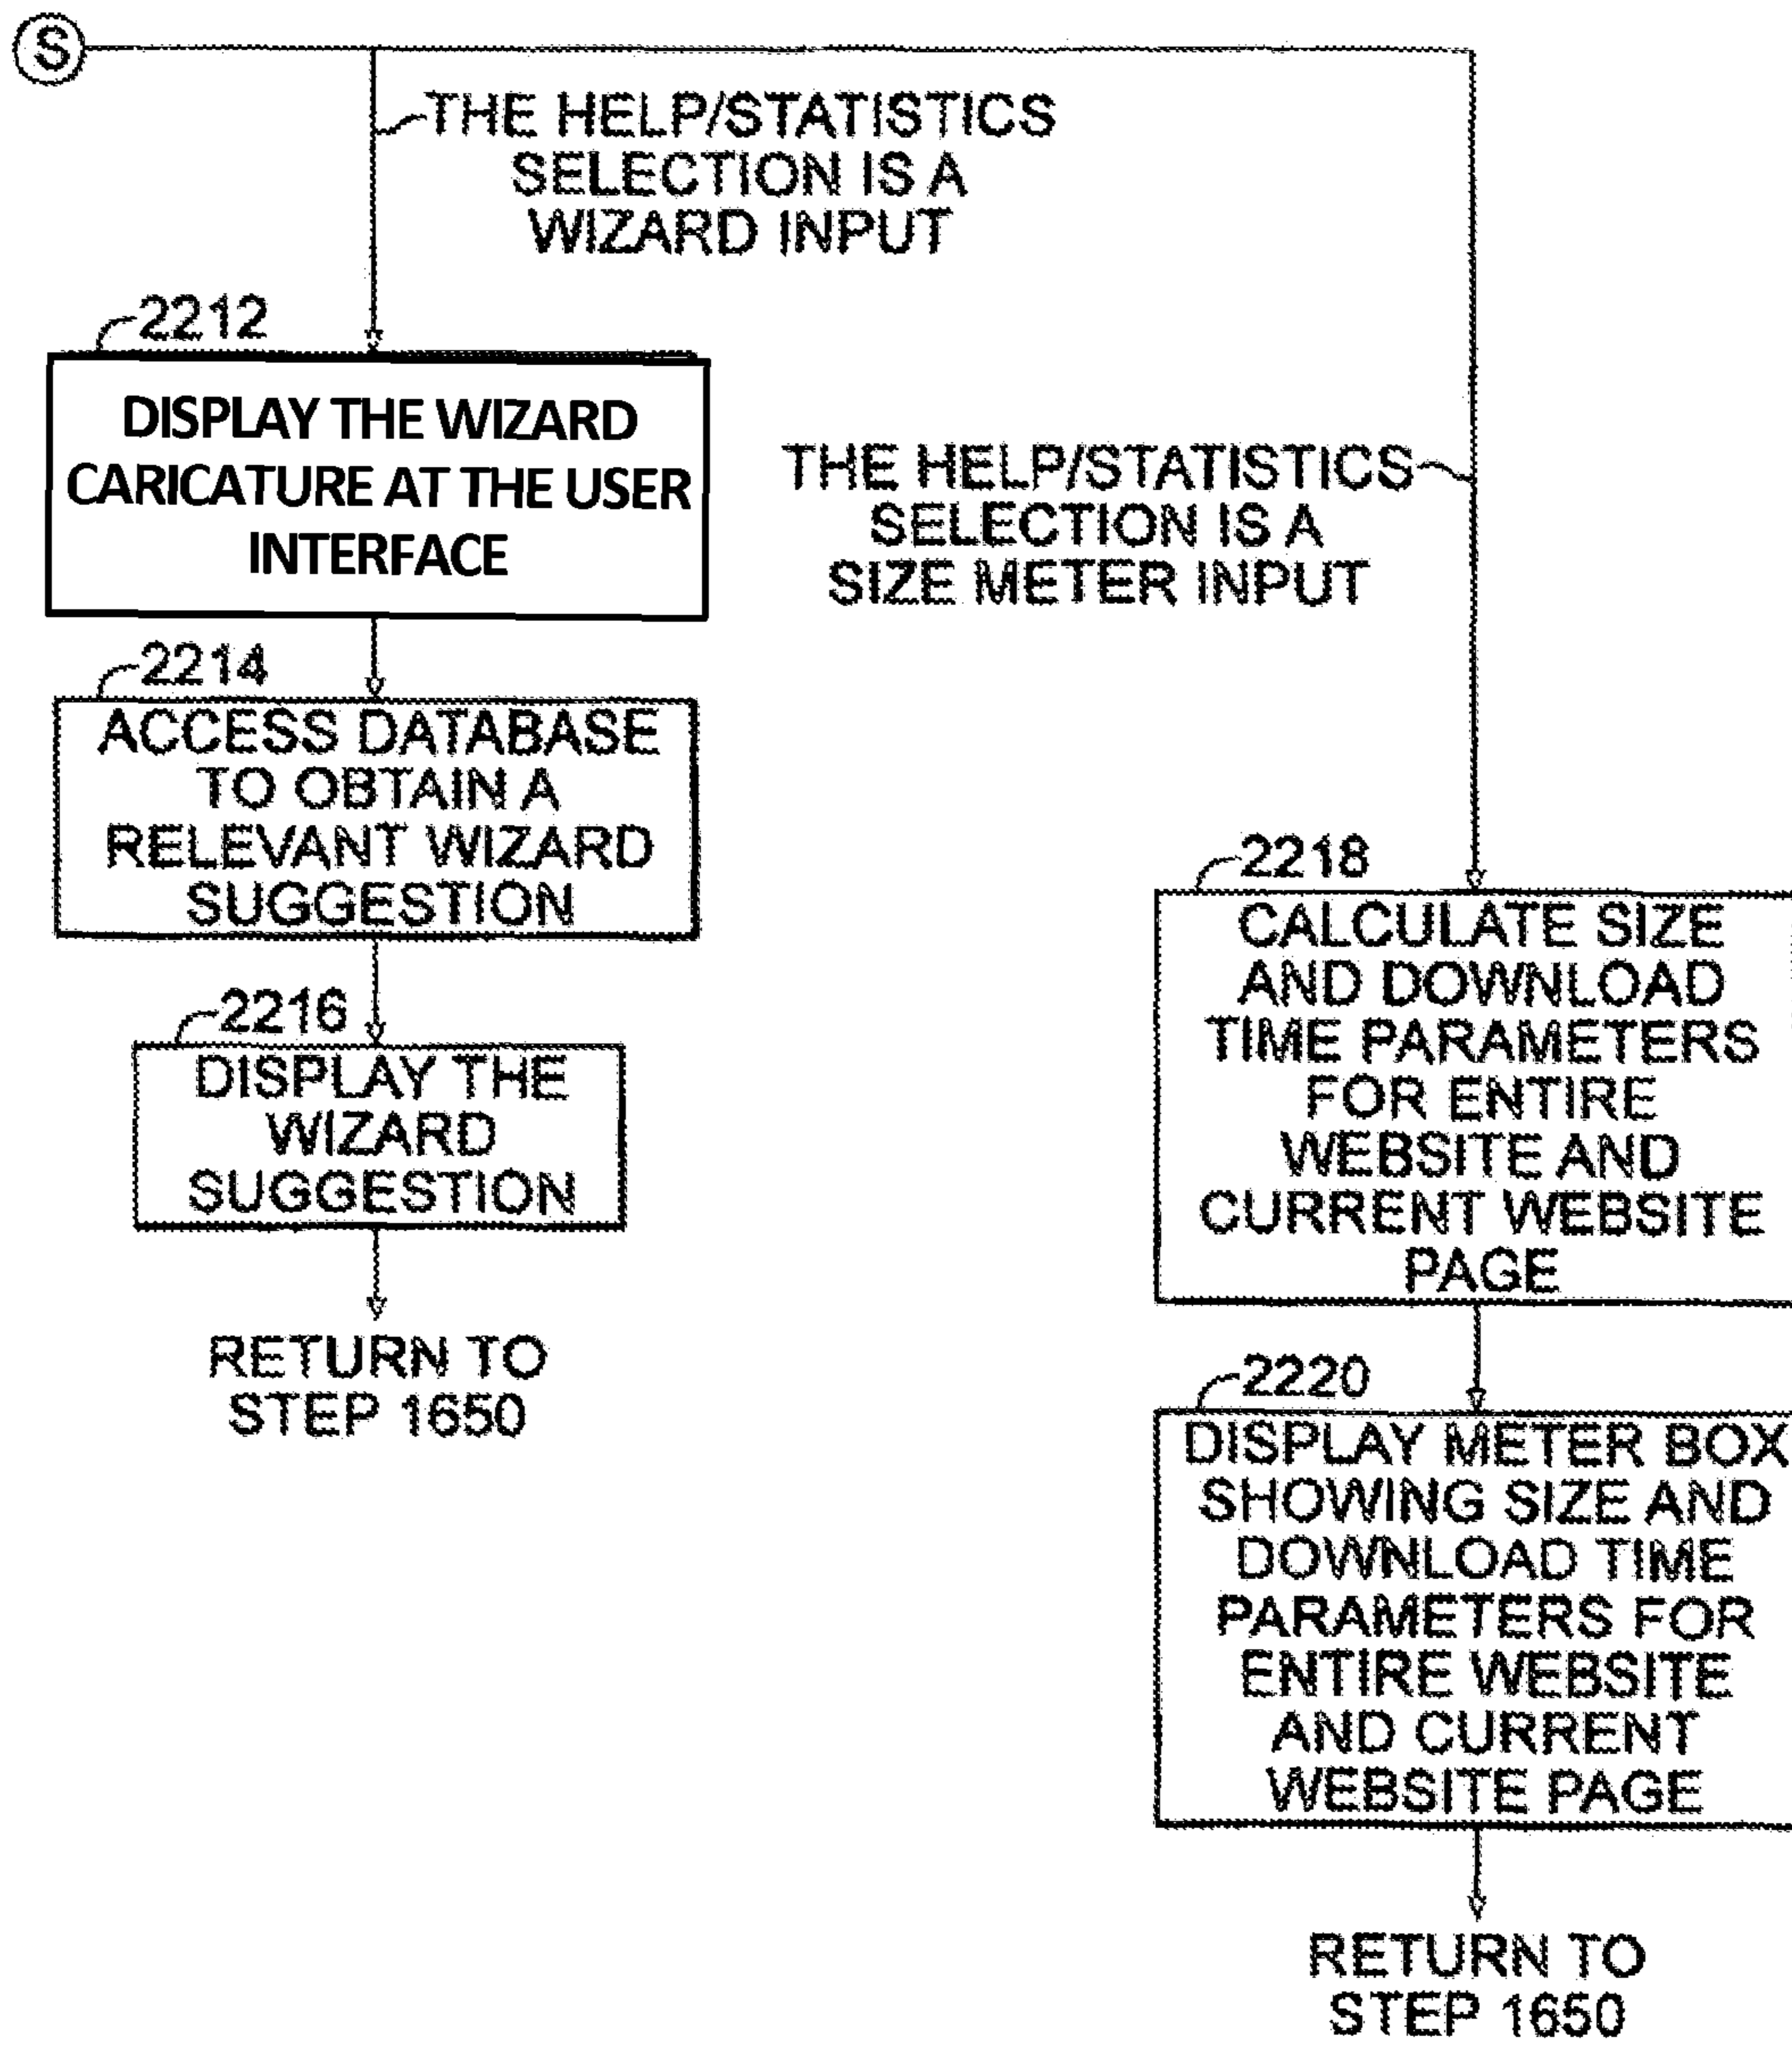 S
THE HELP/STATISTICS
SELECTION IS A
WIZARD INPUT
2212
DISPLAY THE WIZARD
CARICATURE AT THE USER
INTERFACE
2214
ACCESS DATABASE
TO OBTAIN A
RELEVANT WIZARD
SUGGESTION
2216
DISPLAY THE
WIZARD
SUGGESTION
RETURN TO
STEP 1650
THE HELP/STATISTICS
SELECTION IS A
SIZE METER INPUT
2218
CALCULATE SIZE
AND DOWNLOAD
TIME PARAMETERS
FOR ENTIRE
WEBSITE AND
CURRENT WEBSITE
PAGE
2220
DISPLAY METER BOX
SHOWING SIZE AND
DOWNLOAD TIME
PARAMETERS FOR
ENTIRE WEBSITE
AND CURRENT
WEBSITE PAGE
RETURN TO
STEP 1650